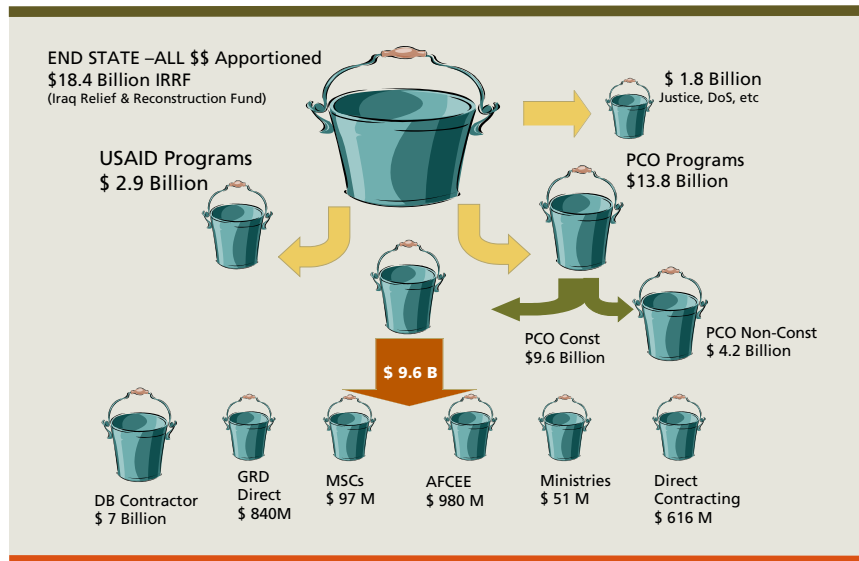 END STATE –ALL $$ Apportioned
$18.4 Billion IRRF
(Iraq Relief & Reconstruction Fund)
$ 1.8 Billion
Justice, DoS, etc
USAID Programs
$ 2.9 Billion
PCO Programs
$13.8 Billion
PCO Const
$9.6 Billion
PCO Non-Const
$ 4.2 Billion
$ 9.6 B
DB Contractor
$ 7 Billion
GRD
Direct
$ 840M
MSCs
$ 97 M
AFCEE
$ 980 M
Ministries
$ 51 M
Direct
Contracting
$ 616 M